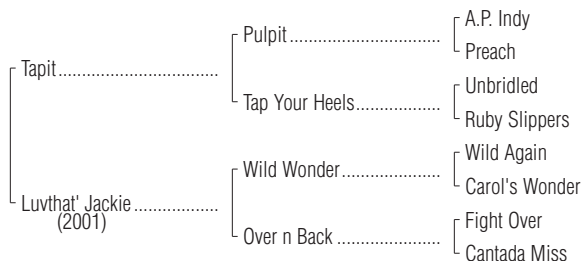 A.P. Indy
Pulpit
Preach
Tapit
Unbridled
Tap Your Heels
Ruby Slippers
Wild Again
Wild Wonder
Carol's Wonder
Luvthat' Jackie
(2001)
Fight Over
Over n Back
Cantada Miss